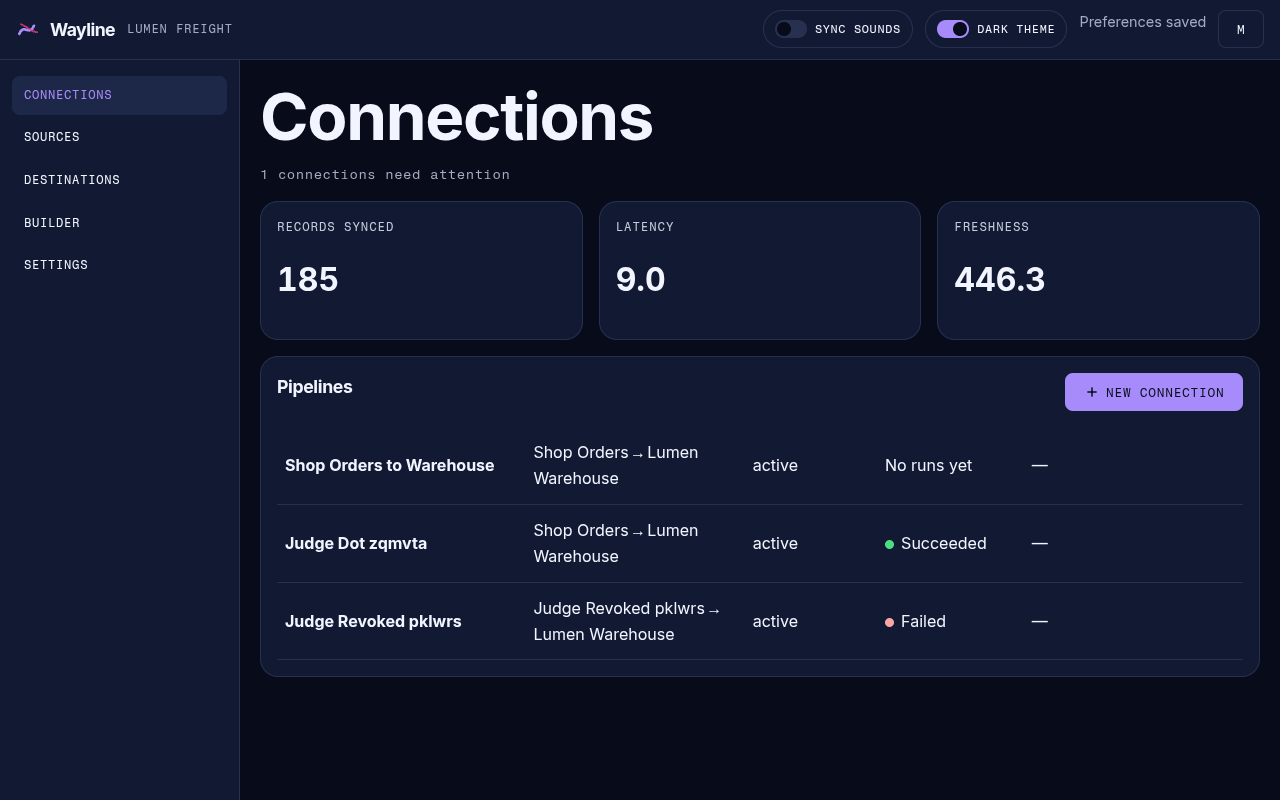 Wayline LUMEN FREIGHT
SYNC SOUNDS
DARK THEME
Preferences saved
M
CONNECTIONS
SOURCES
DESTINATIONS
BUILDER
SETTINGS
Connections
1 connections need attention
RECORDS SYNCED
185
LATENCY
9.0
FRESHNESS
446.3
Pipelines
+ NEW CONNECTION
Shop Orders to Warehouse
Shop Orders→Lumen
Warehouse
active
No runs yet
—
Judge Dot zqmvta
Shop Orders→Lumen
Warehouse
active
Succeeded
—
Judge Revoked pklwrs
Judge Revoked pklwrs→
Lumen Warehouse
active
Failed
—